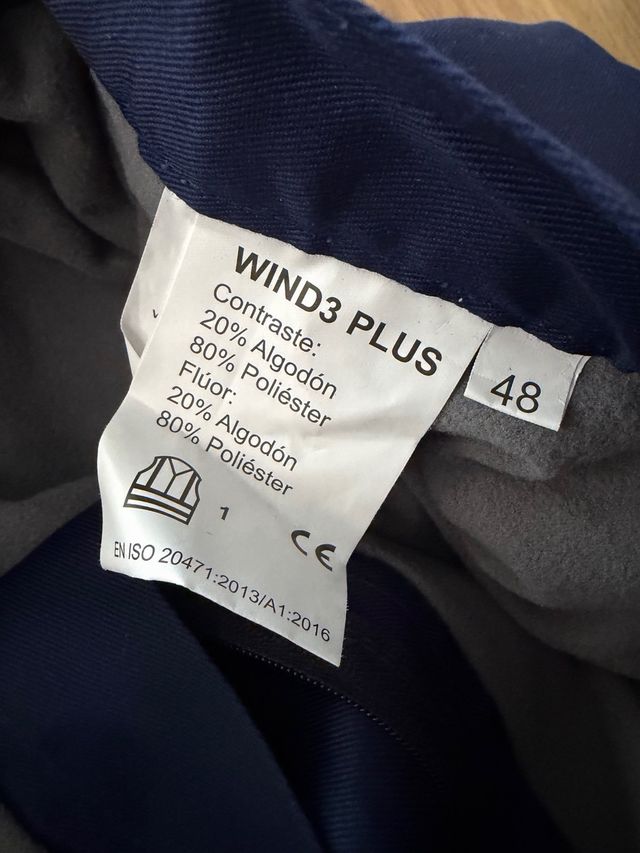 WIND3 PLUS
Contraste:
20% Algodón
80% Poliéster
Flúor:
20% Algodón
80% Poliéster
1
CE
EN ISO 20471:2013/A1:2016
48